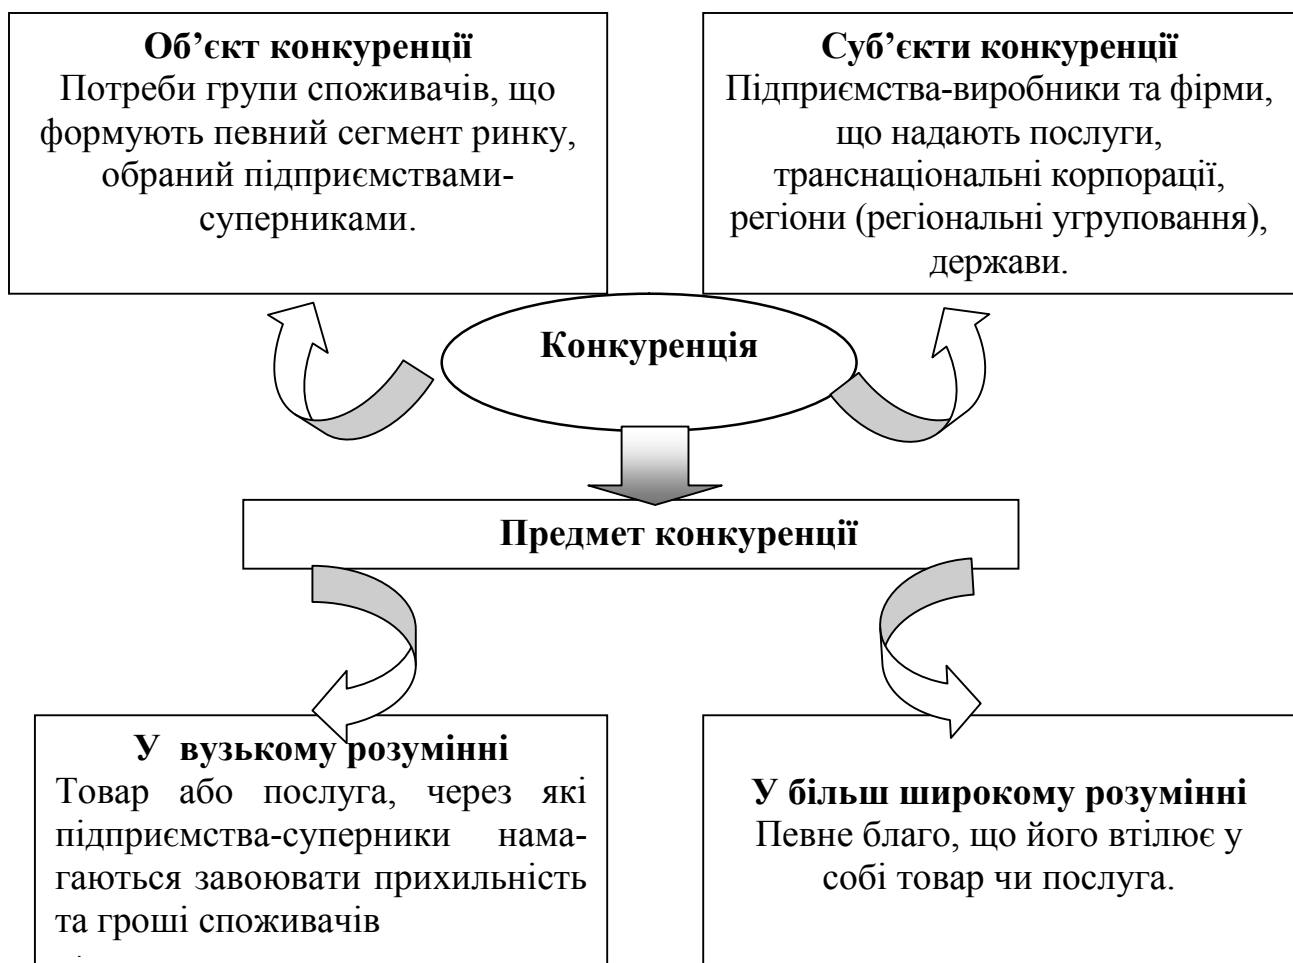 Об’єкт конкуренції
Потреби групи споживачів, що
формують певний сегмент ринку,
обраний підприємствами-
суперниками.
Суб’єкти конкуренції
Підприємства-виробники та фірми,
що надають послуги,
транснаціональні корпорації,
регіони (регіональні угруповання),
держави.
Конкуренція
Предмет конкуренції
У вузькому розумінні
Товар або послуга, через які
підприємства-суперники нама-
гаються завоювати прихильність
та гроші споживачів
У більш широкому розумінні
Певне благо, що його втілює у
собі товар чи послуга.